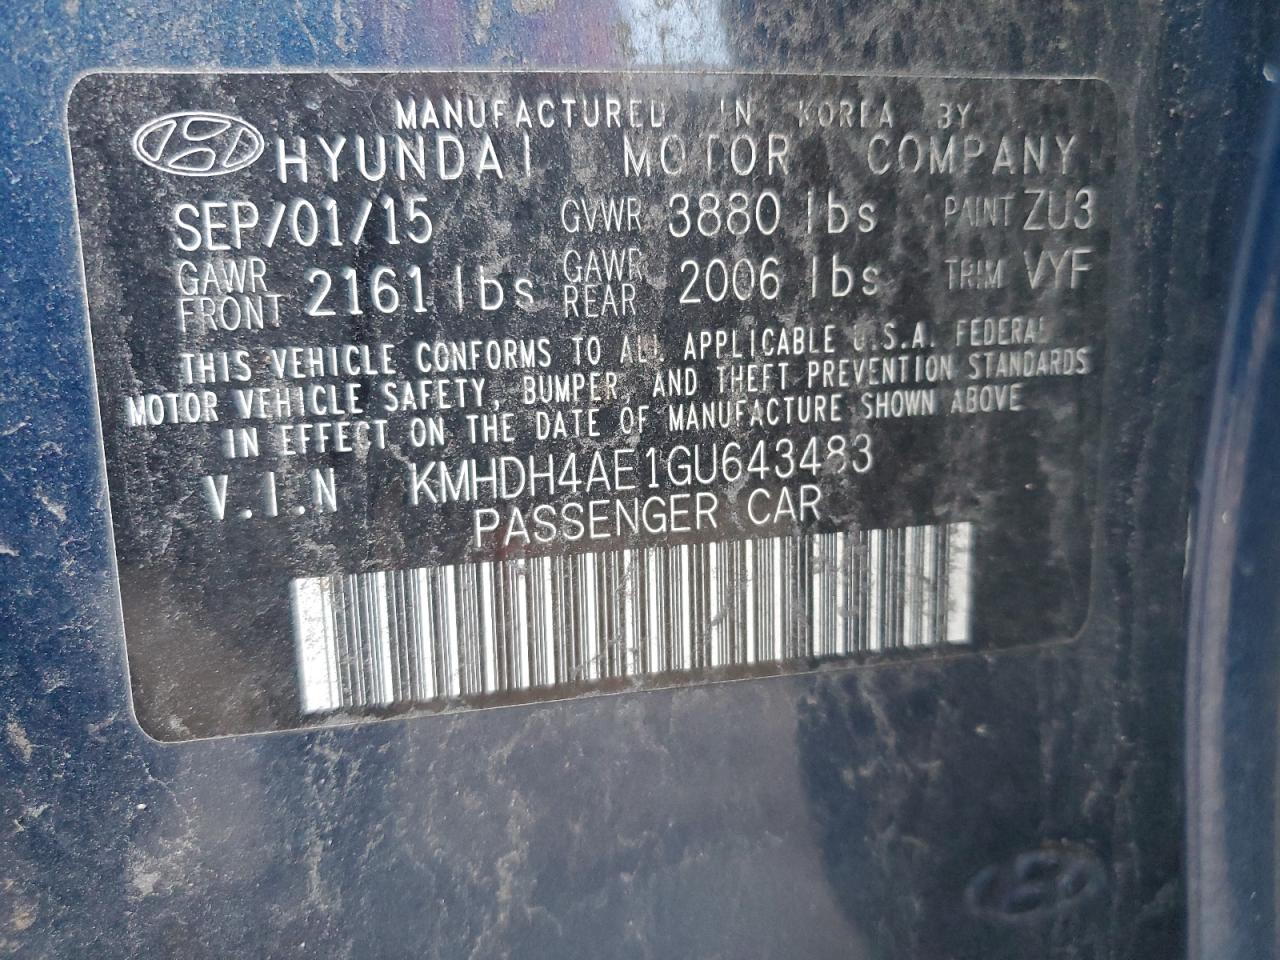 MANUFACTURED IN KOREA BY
HYUNDAI MOTOR COMPANY
SEP/01/15 GVWR 3880 lbs PAINT ZU3
GAWR FRONT 2161 lbs GAWR REAR 2006 lbs TRIM VYF
THIS VEHICLE CONFORMS TO ALL APPLICABLE U.S.A. FEDERAL
MOTOR VEHICLE SAFETY, BUMPER, AND THEFT PREVENTION STANDARDS
IN EFFECT ON THE DATE OF MANUFACTURE SHOWN ABOVE
V.I.N KMHDH4AE1GU643483
PASSENGER CAR